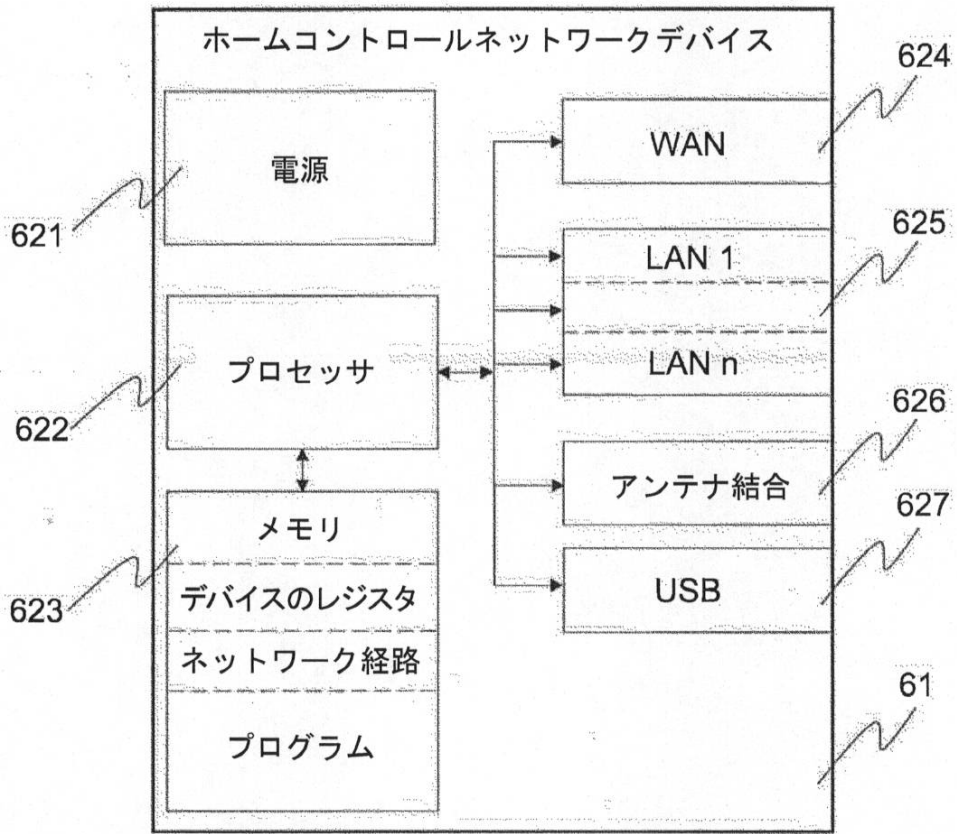 ホームコントロールネットワークデバイス
624
電源
WAN
621
625
LAN 1
プロセッサ
LAN n
622
626
アンテナ結合
627
メモリ
623
デバイスのレジスタ
USB
ネットワーク経路
61
プログラム